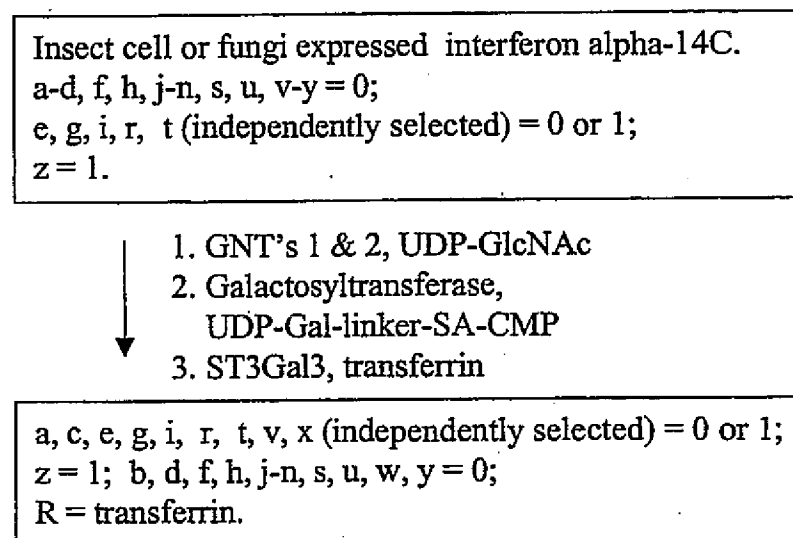 Insect cell or fungi expressed interferon alpha-14C.
a-d, f, h, j-n, s, u, v-y = 0;
e, g, i, r, t (independently selected) = 0 or 1;
z = 1.
1. GNT's 1 & 2, UDP-GlcNAc
2. Galactosyltransferase,
UDP-Gal-linker-SA-CMP
3. ST3Gal3, transferrin
a, c, e, g, i, r, t, v, x (independently selected) = 0 or 1;
z = 1; b, d, f, h, j-n, s, u, w, y = 0;
R = transferrin.